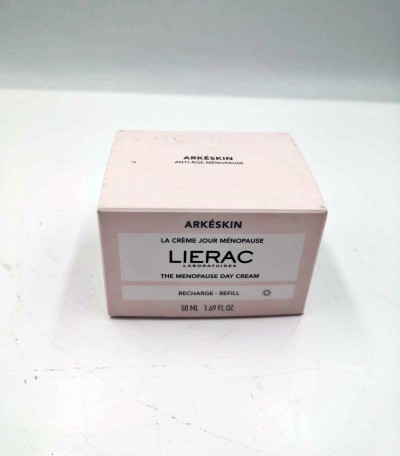 ARKÉSKIN
ANTI-ÂGE MÉNOPAUSE
ARKÉSKIN
LA CRÈME JOUR MÉNOPAUSE
LIERAC
LABORATOIRES
THE MENOPAUSE DAY CREAM
RECHARGE - REFILL
50 ML 1.69 FL.OZ.